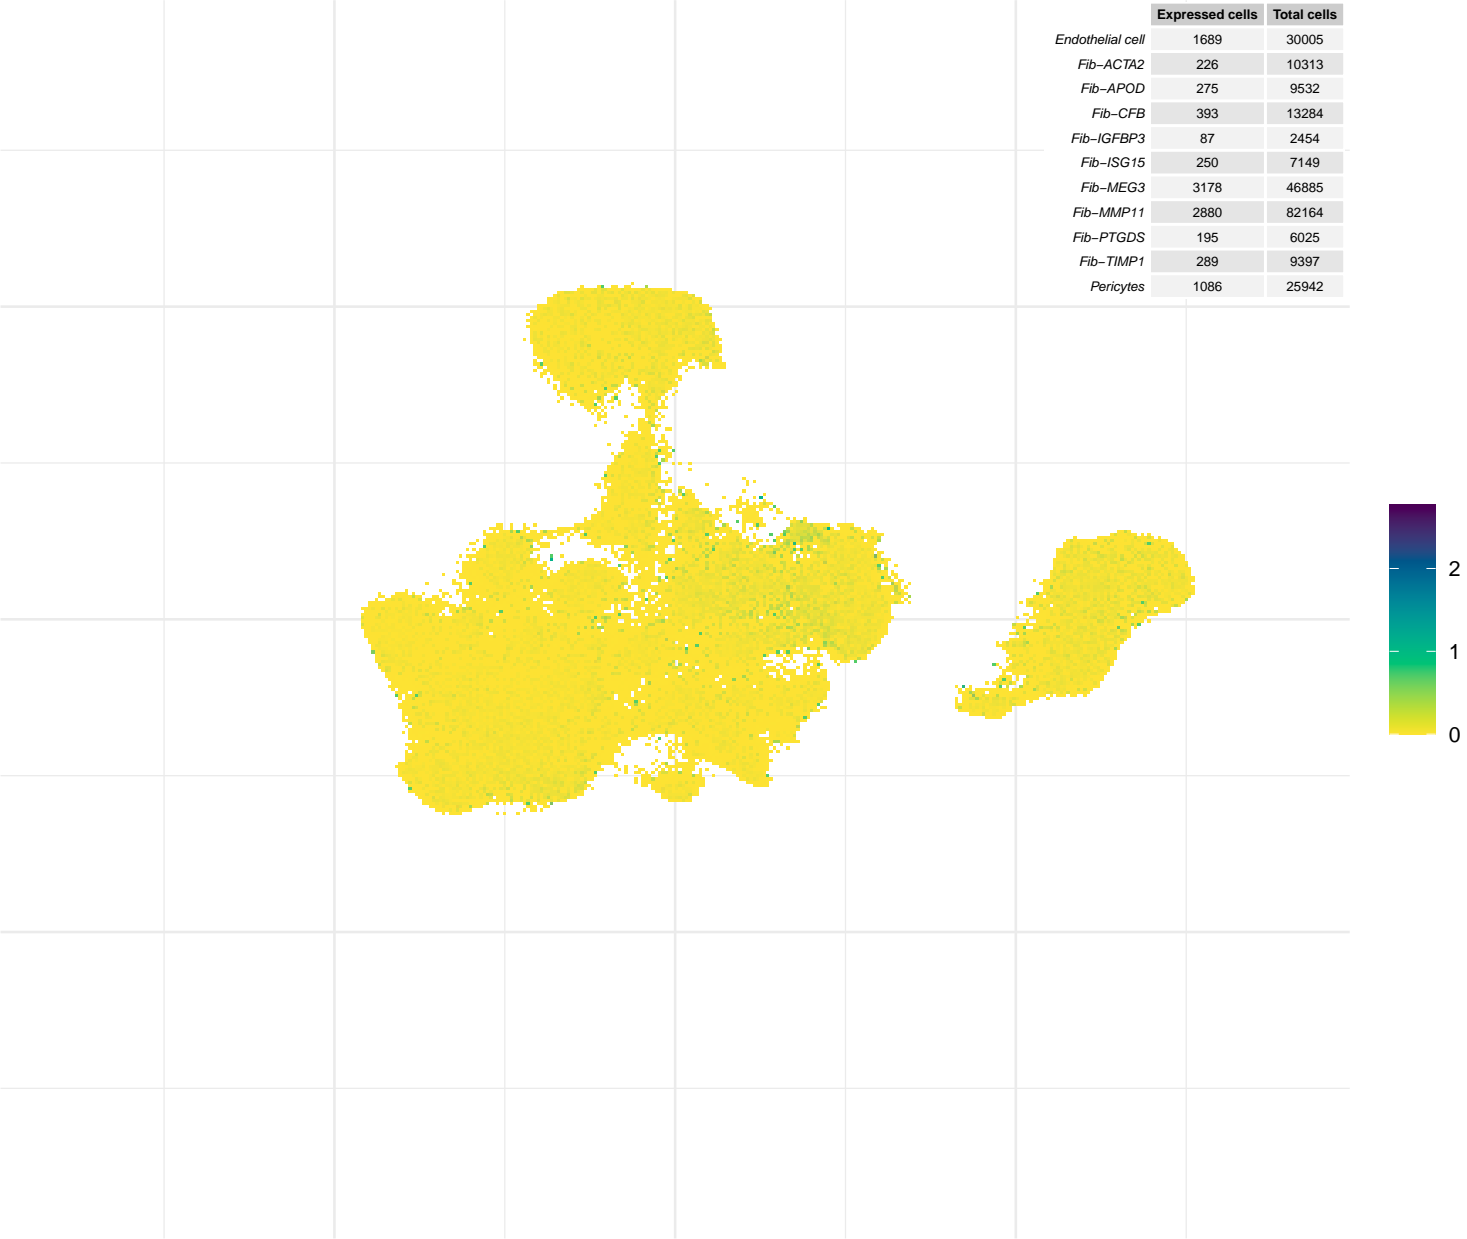 Expressed cells Total cells
Endothelial cell 1689 30005
Fib−ACTA2 226 10313
Fib−APOD 275 9532
Fib−CFB 393 13284
Fib−IGFBP3 87 2454
Fib−ISG15 250 7149
Fib−MEG3 3178 46885
Fib−MMP11 2880 82164
Fib−PTGDS 195 6025
Fib−TIMP1 289 9397
Pericytes 1086 25942
2
1
0